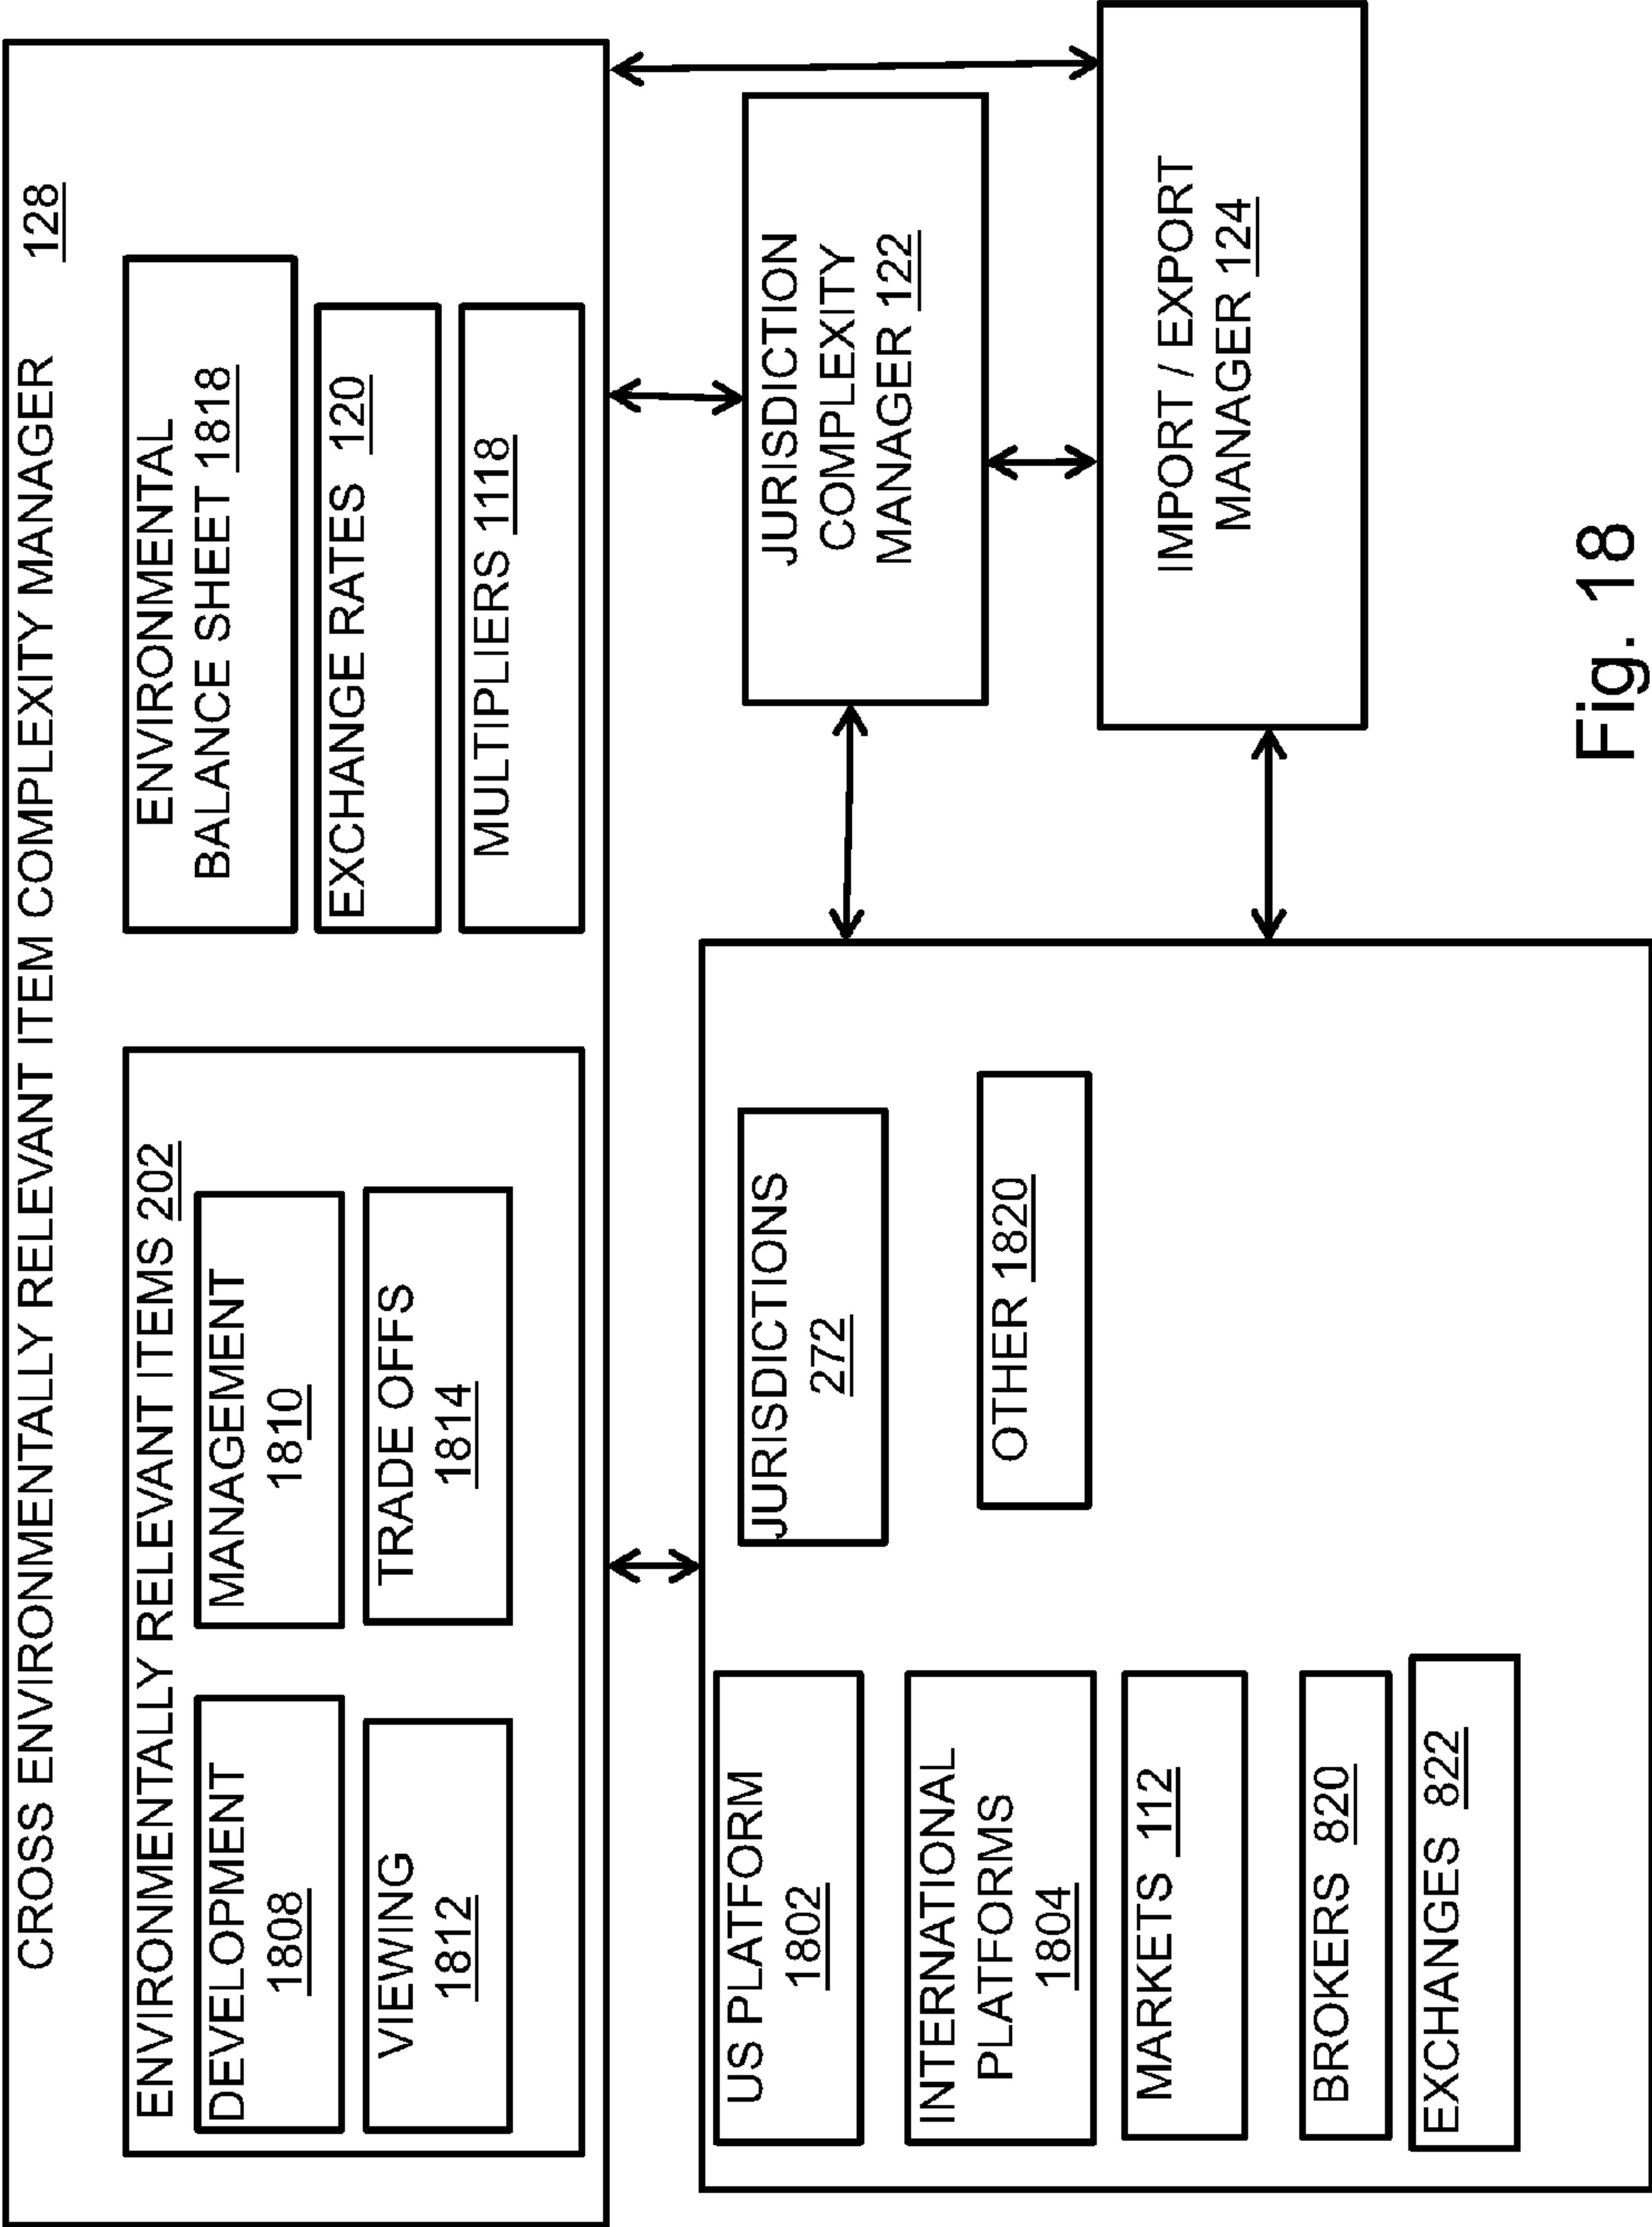 CROSS ENVIRONMENTALLY RELEVANT ITEM COMPLEXITY MANAGER 128
ENVIRONMENTALLY RELEVANT ITEMS 202
DEVELOPMENT
1808
MANAGEMENT
1810
VIEWING
1812
TRADE OFFS
1814
ENVIRONMENTAL
BALANCE SHEET 1818
EXCHANGE RATES 120
MULTIPLIERS 1118
US PLATFORM
1802
INTERNATIONAL
PLATFORMS
1804
MARKETS 112
BROKERS 820
EXCHANGES 822
JURISDICTIONS
272
OTHER 1820
JURISDICTION
COMPLEXITY
MANAGER 122
IMPORT / EXPORT
MANAGER 124
Fig. 18